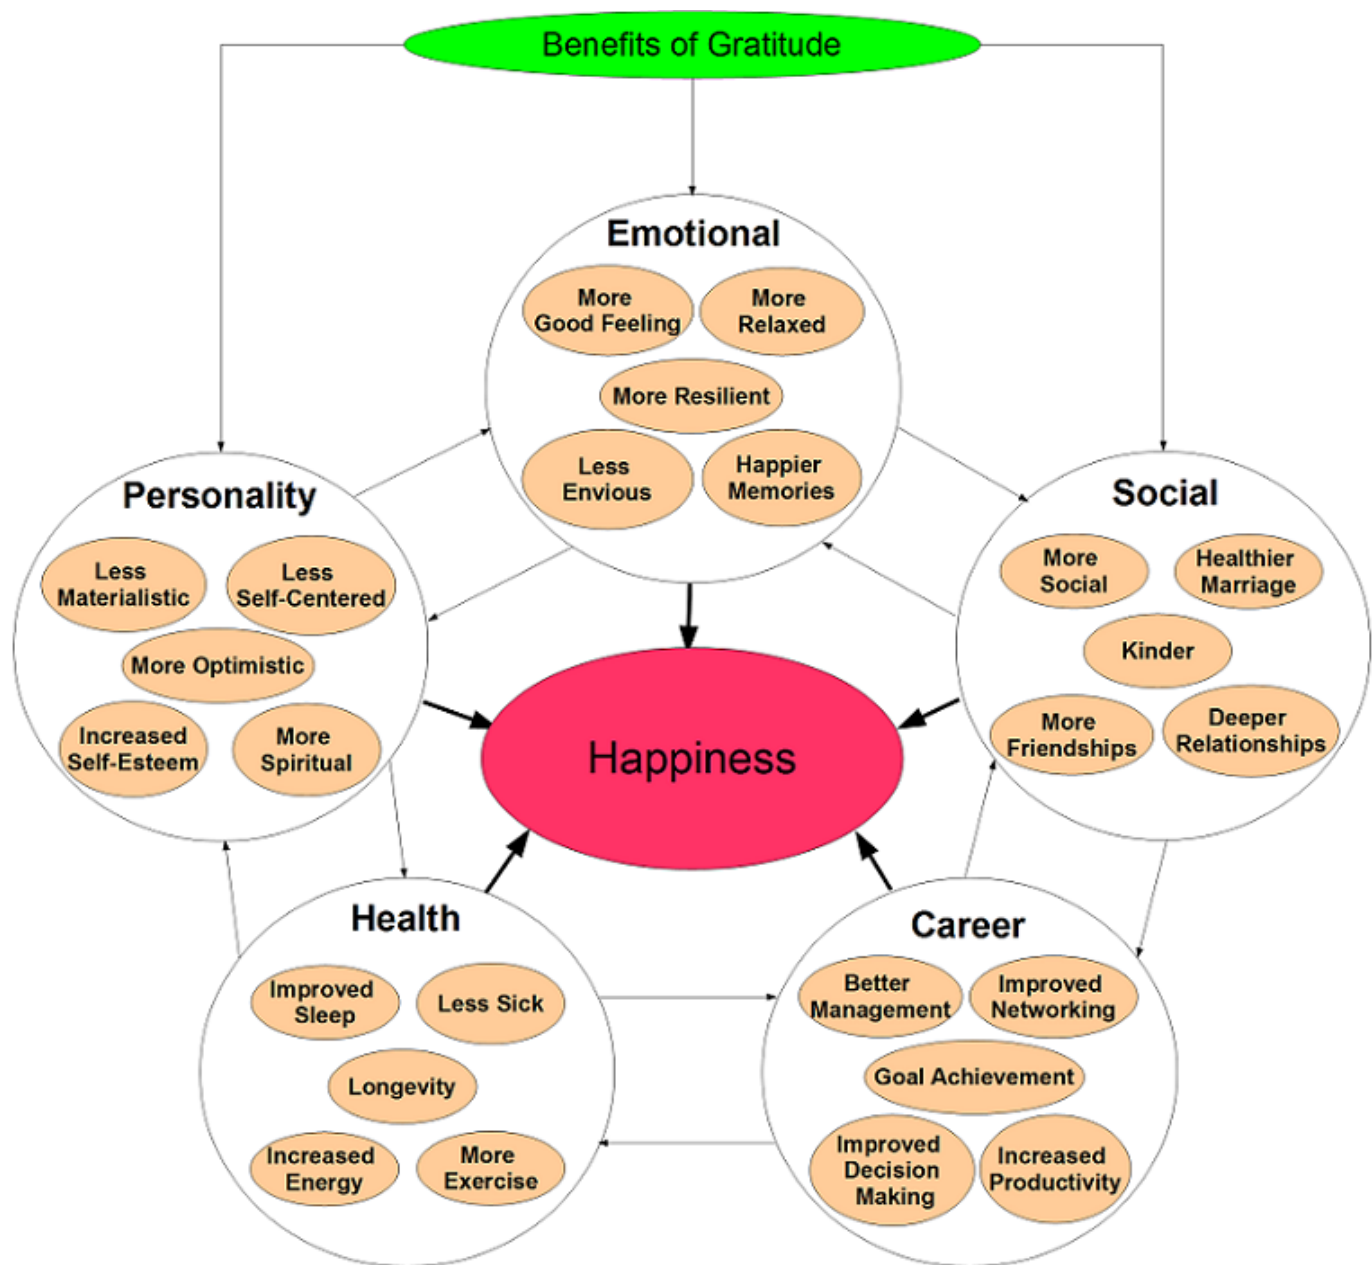 Benefits of Gratitude
Emotional
More
Good Feeling
More
Relaxed
More Resilient
Less
Envious
Happier
Memories
Personality
Less
Materialistic
Less
Self-Centered
More Optimistic
Increased
Self-Esteem
More
Spiritual
Social
More
Social
Healthier
Marriage
Kinder
More
Friendships
Deeper
Relationships
Happiness
Health
Improved
Sleep
Less Sick
Longevity
Increased
Energy
More
Exercise
Career
Better
Management
Improved
Networking
Goal Achievement
Improved
Decision
Making
Increased
Productivity